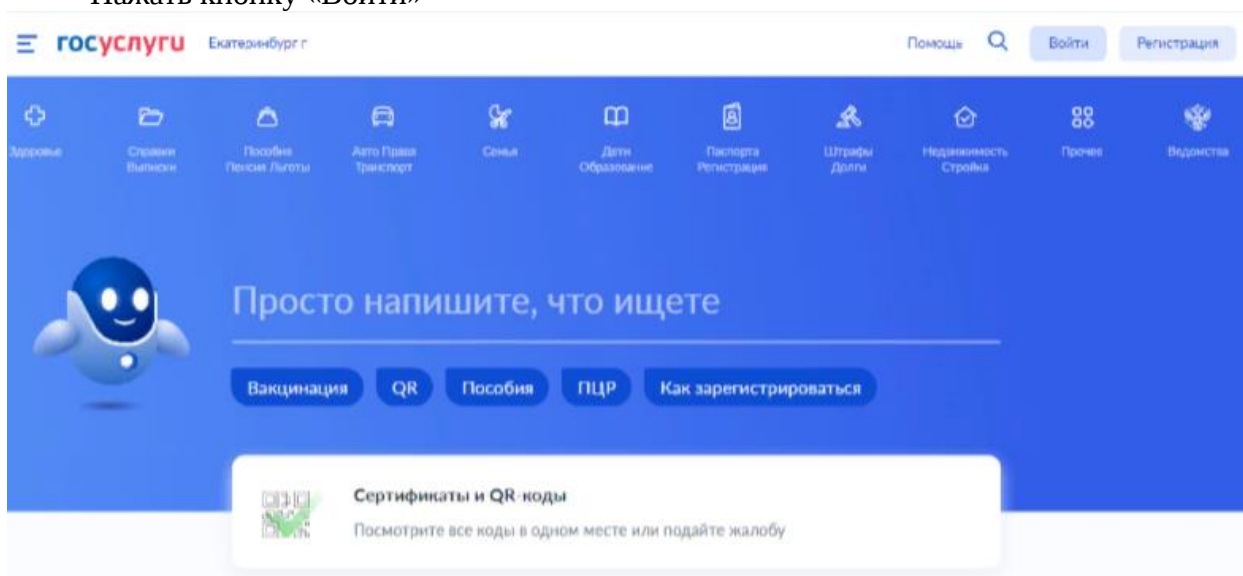 Нажать кнопку «Войти»
госуслуги Екатеринбург г Помощь Войти Регистрация
Здоровье Справки Пособия Авто Права Семья Дети Паспорта Штрафы Недвижимость Прочее Ведомства
Выписки Пенсия Льготы Транспорт Образование Регистрация Долги Стройка
Просто напишите, что ищете
Вакцинация QR Пособия ПЦР Как зарегистрироваться
Сертификаты и QR-коды
Посмотрите все коды в одном месте или подайте жалобу